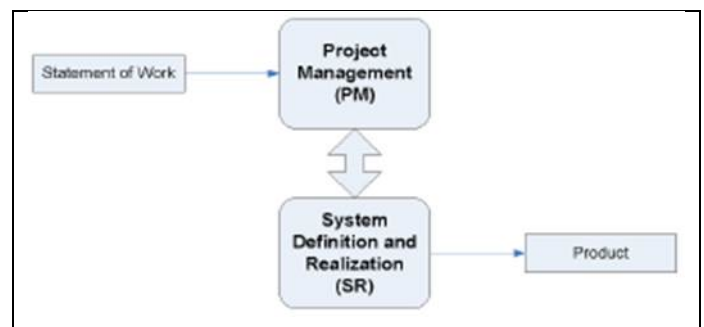 Statement of Work
Project
Management
(PM)
System
Definition and
Realization
(SR)
Product